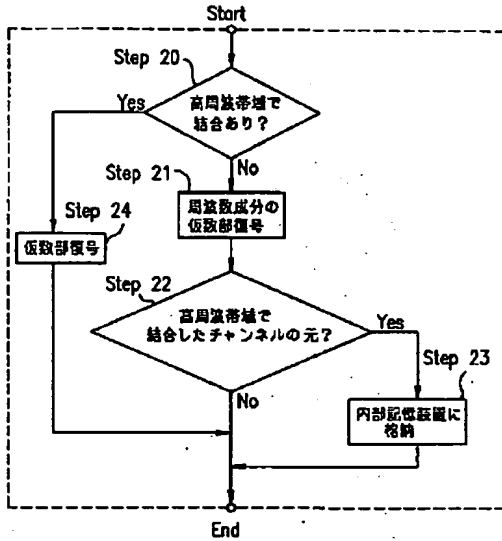 Start
Step 20
高周波帯域で
結合あり？
Yes
No
Step 21
周波数成分の
仮数部復号
Step 24
仮数部復号
Step 22
高周波帯域で
結合したチャンネルの元？
Yes
No
Step 23
内部記憶装置に
格納
End